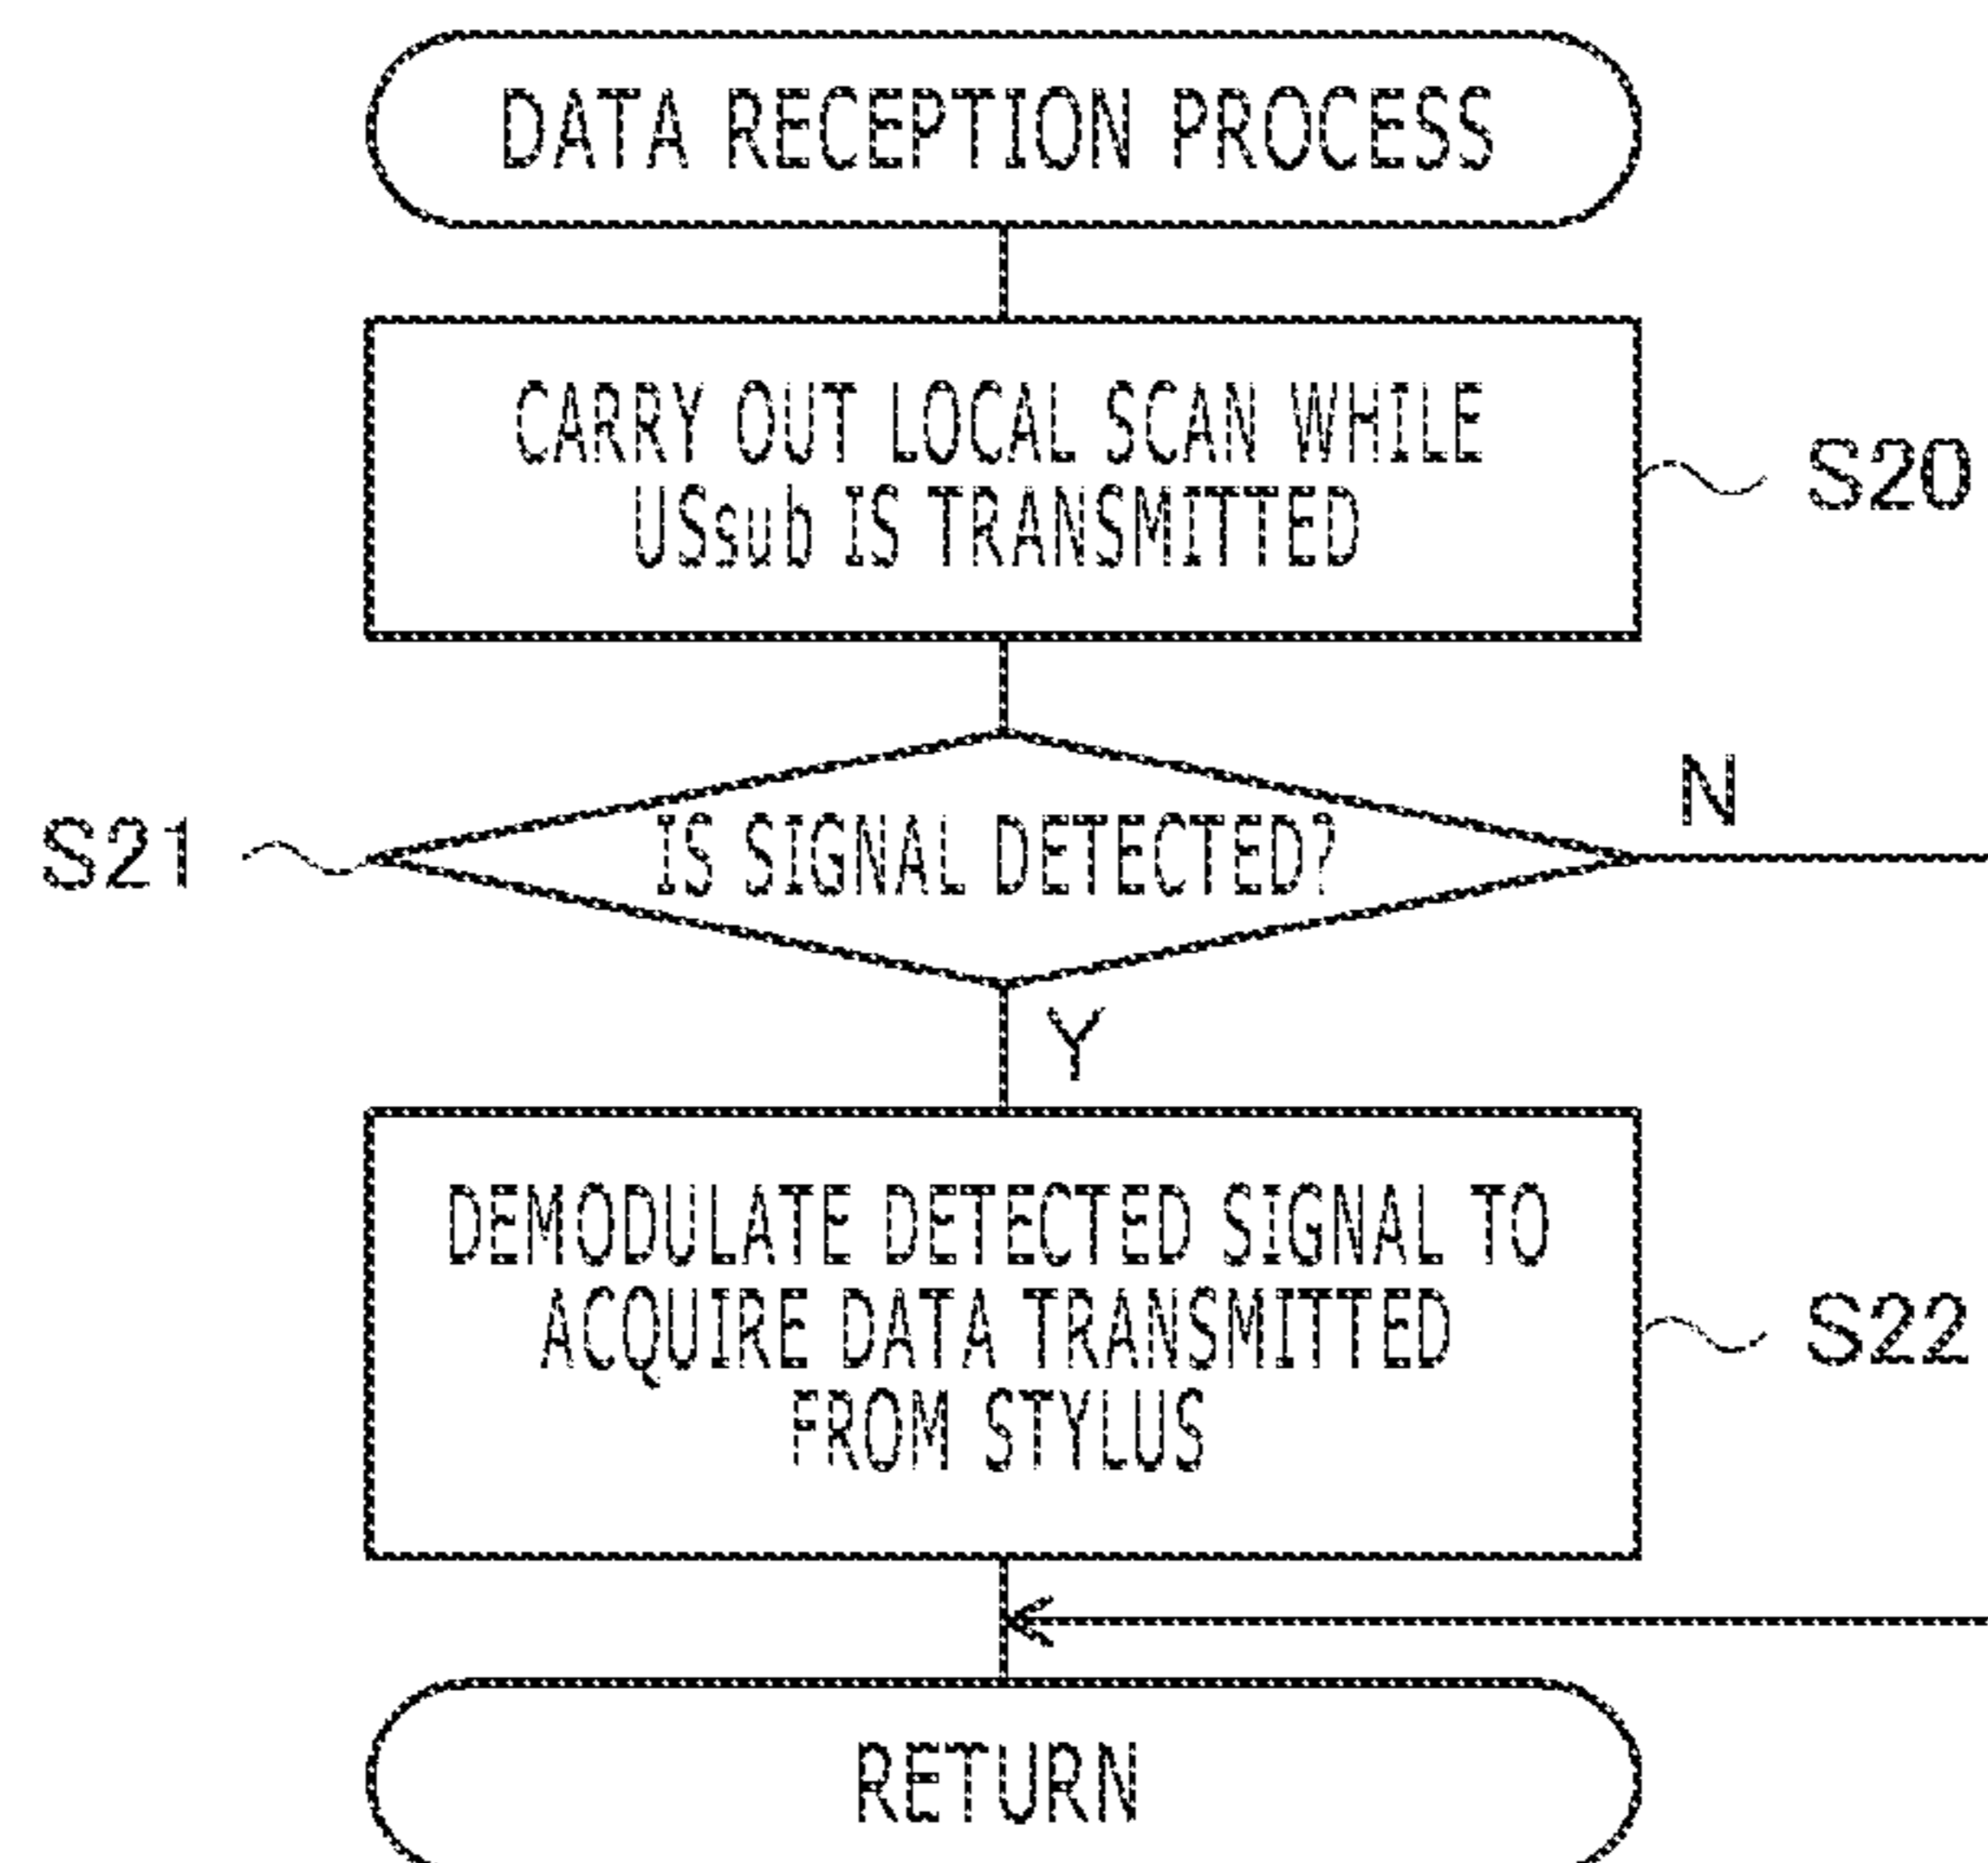 DATA RECEPTION PROCESS
CARRY OUT LOCAL SCAN WHILE
USsub IS TRANSMITTED
S20
N
S21
IS SIGNAL DETECTED?
Y
DEMODULATE DETECTED SIGNAL TO
ACQUIRE DATA TRANSMITTED
FROM STYLUS
S22
RETURN